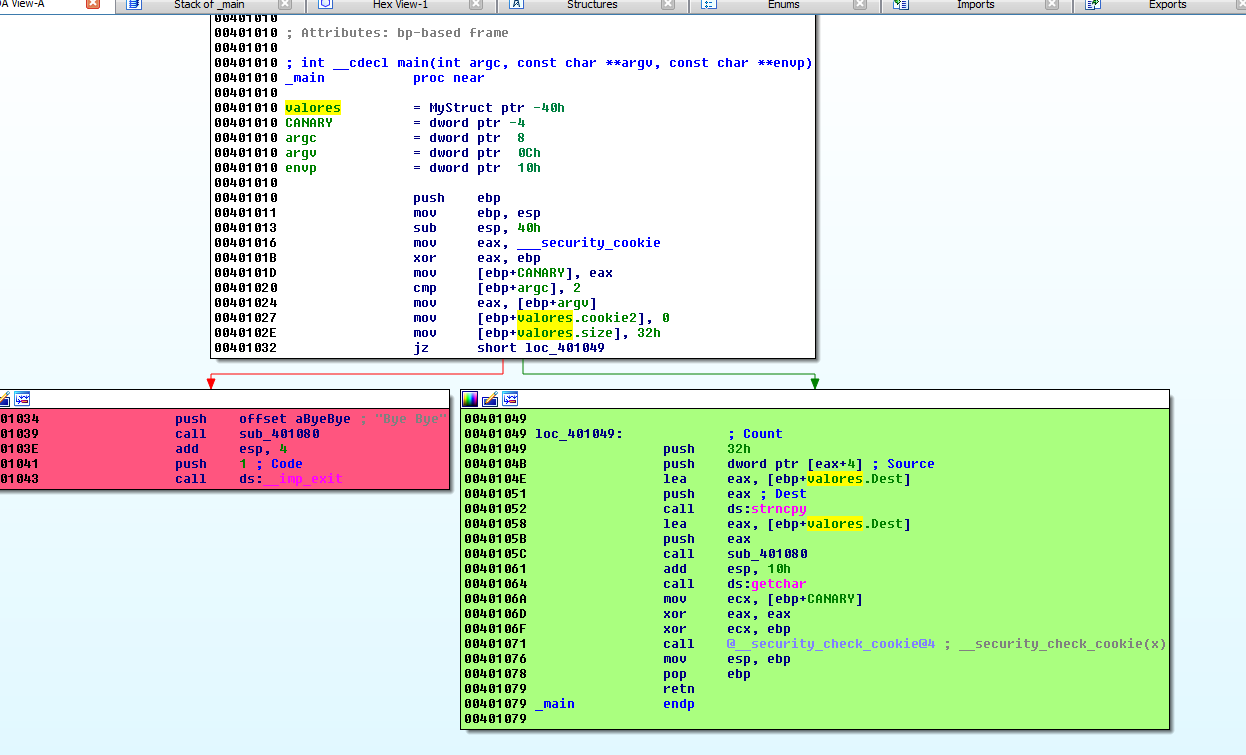 A View-A Stack of _main Hex View-1 Structures Enums Imports Exports
00401010
00401010 ; Attributes: bp-based frame
00401010
00401010 ; int __cdecl main(int argc, const char **argv, const char **envp)
00401010 _main proc near
00401010
00401010 valores = MyStruct ptr -40h
00401010 CANARY = dword ptr -4
00401010 argc = dword ptr 8
00401010 argv = dword ptr 0Ch
00401010 envp = dword ptr 10h
00401010
00401010 push ebp
00401011 mov ebp, esp
00401013 sub esp, 40h
00401016 mov eax, ___security_cookie
0040101B xor eax, ebp
0040101D mov [ebp+CANARY], eax
00401020 cmp [ebp+argc], 2
00401024 mov eax, [ebp+argv]
00401027 mov [ebp+valores.cookie2], 0
0040102E mov [ebp+valores.size], 32h
00401032 jz short loc_401049
01034 push offset aByeBye ; "Bye Bye"
01039 call sub_401080
0103E add esp, 4
01041 push 1 ; Code
01043 call ds:__imp_exit
00401049
00401049 loc_401049: ; Count
00401049 push 32h
0040104B push dword ptr [eax+4] ; Source
0040104E lea eax, [ebp+valores.Dest]
00401051 push eax ; Dest
00401052 call ds:strncpy
00401058 lea eax, [ebp+valores.Dest]
0040105B push eax
0040105C call sub_401080
00401061 add esp, 10h
00401064 call ds:getchar
0040106A mov ecx, [ebp+CANARY]
0040106D xor eax, eax
0040106F xor ecx, ebp
00401071 call @__security_check_cookie@4 ; __security_check_cookie(x)
00401076 mov esp, ebp
00401078 pop ebp
00401079 retn
00401079 _main endp
00401079